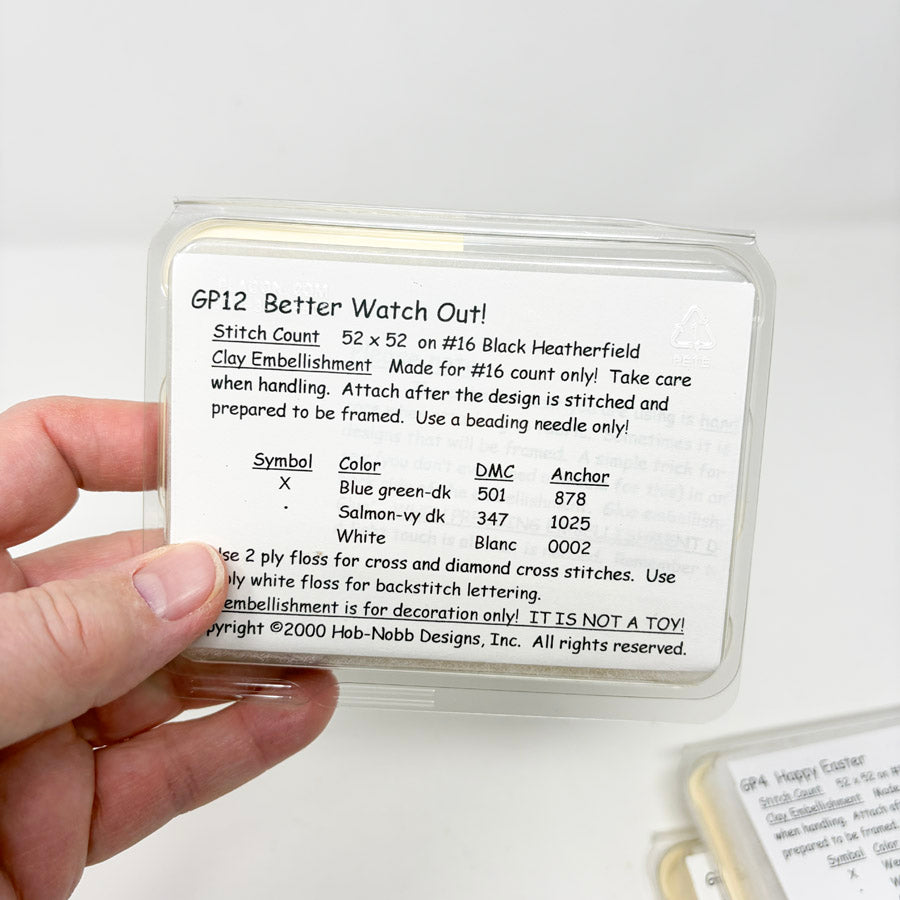 GP12 Better Watch Out!
Stitch Count 52 x 52 on #16 Black Heatherfield
Clay Embellishment Made for #16 count only! Take care
when handling. Attach after the design is stitched and
prepared to be framed. Use a beading needle only!
Symbol Color DMC Anchor
X Blue green-dk 501 878
. Salmon-vy dk 347 1025
White Blanc 0002
se 2 ply floss for cross and diamond cross stitches. Use
ply white floss for backstitch lettering.
embellishment is for decoration only! IT IS NOT A TOY!
pyright ©2000 Hob-Nobb Designs, Inc. All rights reserved.
GP4 Happy Easter
Stitch Count 52 x 52 on
Clay Embellishment Made
when handling. Attach
prepared to be framed.
Symbol Color
X